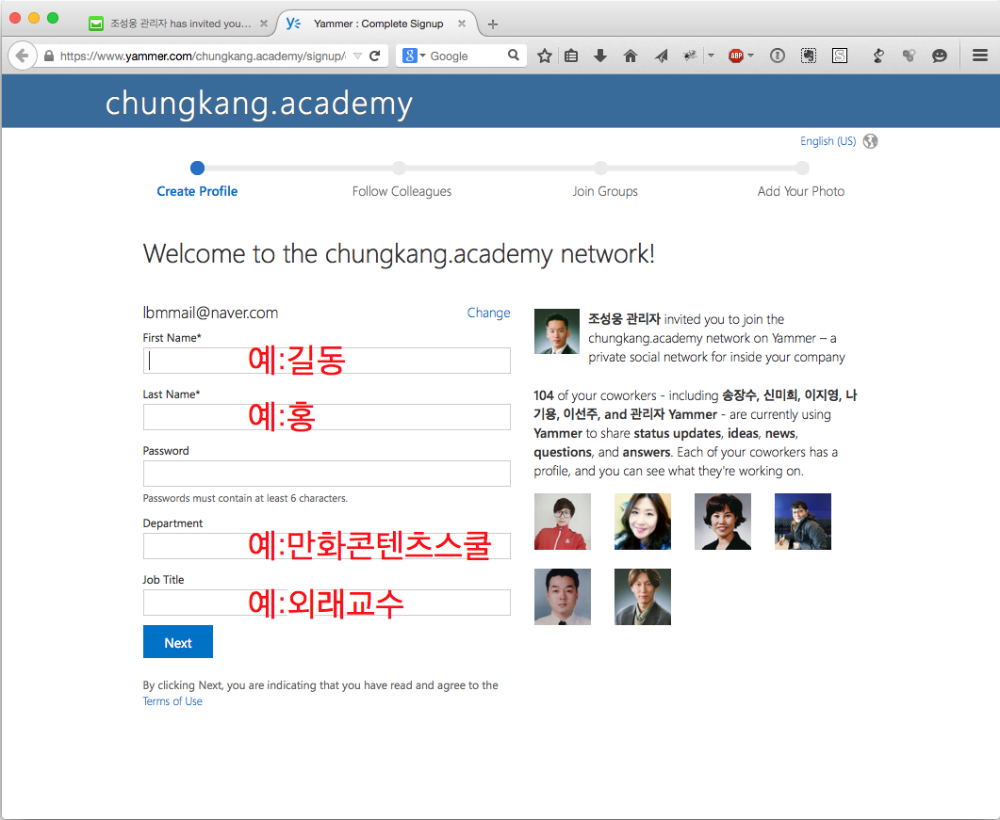 조성웅 관리자 has invited you...
Yammer : Complete Signup
https://www.yammer.com/chungkang.academy/signup/
Google
ABP
chungkang.academy
English (US)
Create Profile
Follow Colleagues
Join Groups
Add Your Photo
Welcome to the chungkang.academy network!
lbmmail@naver.com
Change
First Name*
예:길동
Last Name*
예:홍
Password
Passwords must contain at least 6 characters.
Department
예:만화콘텐츠스쿨
Job Title
예:외래교수
Next
By clicking Next, you are indicating that you have read and agree to the
Terms of Use
조성웅 관리자 invited you to join the
chungkang.academy network on Yammer – a
private social network for inside your company
104 of your coworkers - including 송장수, 신미희, 이지영, 나
기용, 이선주, and 관리자 Yammer - are currently using
Yammer to share status updates, ideas, news,
questions, and answers. Each of your coworkers has a
profile, and you can see what they're working on.